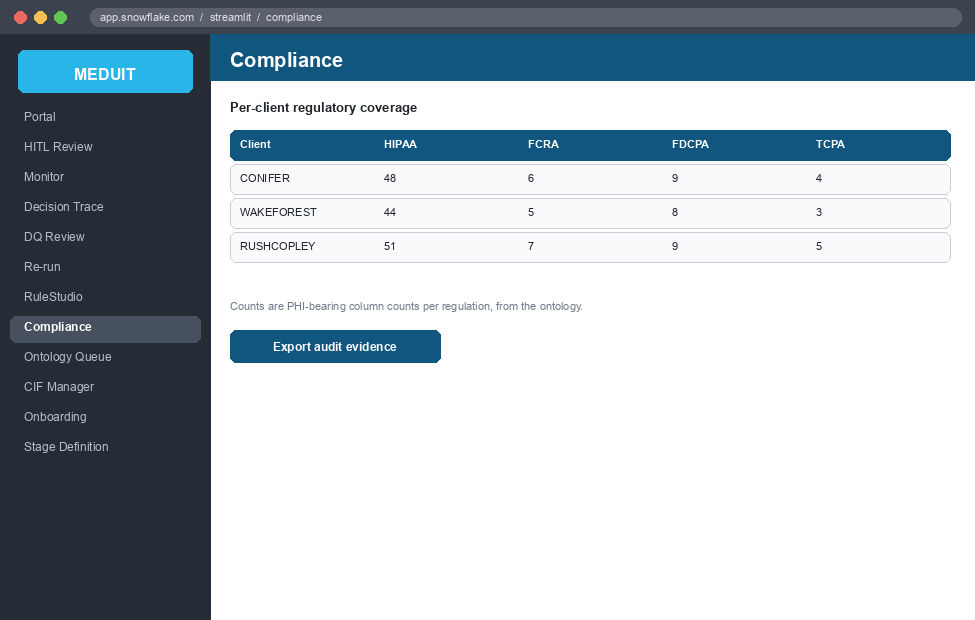 app.snowflake.com / streamlit / compliance
MEDUIT
Portal
HITL Review
Monitor
Decision Trace
DQ Review
Re-run
RuleStudio
Compliance
Ontology Queue
CIF Manager
Onboarding
Stage Definition
Compliance
Per-client regulatory coverage
Client HIPAA FCRA FDCPA TCPA
CONIFER 48 6 9 4
WAKEFOREST 44 5 8 3
RUSHCOPLEY 51 7 9 5
Counts are PHI-bearing column counts per regulation, from the ontology.
Export audit evidence